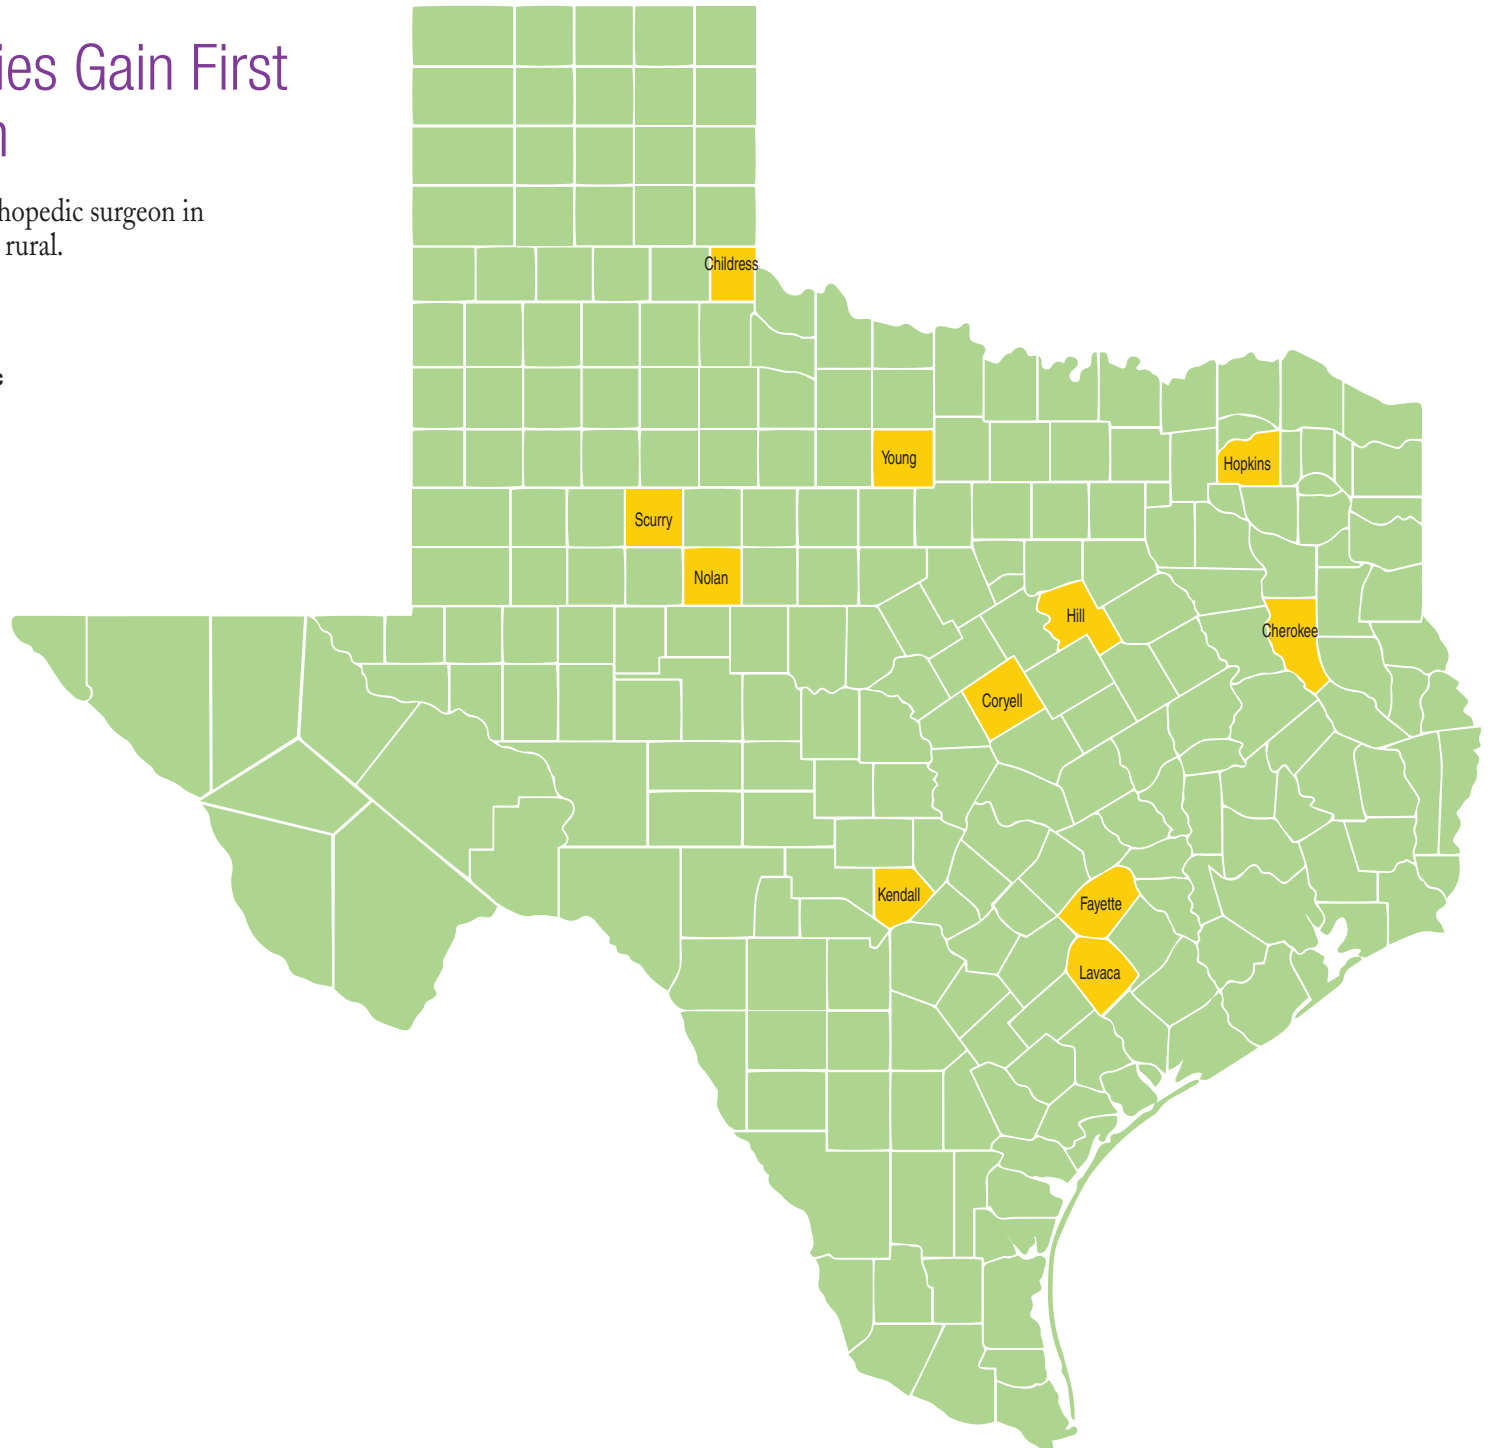 ies Gain First
n
hopedic surgeon in
rural.
c
Childress
Young
Hopkins
Scurry
Nolan
Hill
Cherokee
Coryell
Kendall
Fayette
Lavaca